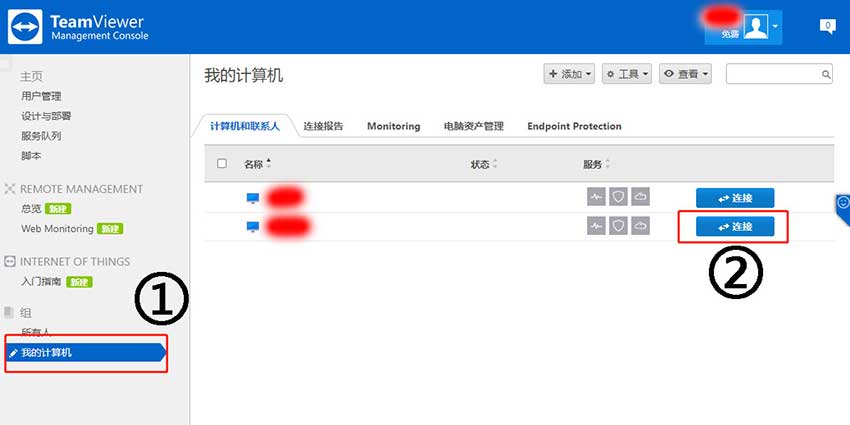 TeamViewer
Management Console
免费
0
主页
用户管理
设计与部署
服务队列
脚本
REMOTE MANAGEMENT
总览 新建
Web Monitoring 新建
INTERNET OF THINGS
入门指南 新建
组
所有人
我的计算机
①
我的计算机
添加 工具 查看
计算机和联系人 连接报告 Monitoring 电脑资产管理 Endpoint Protection
名称 状态 服务
连接
连接
②